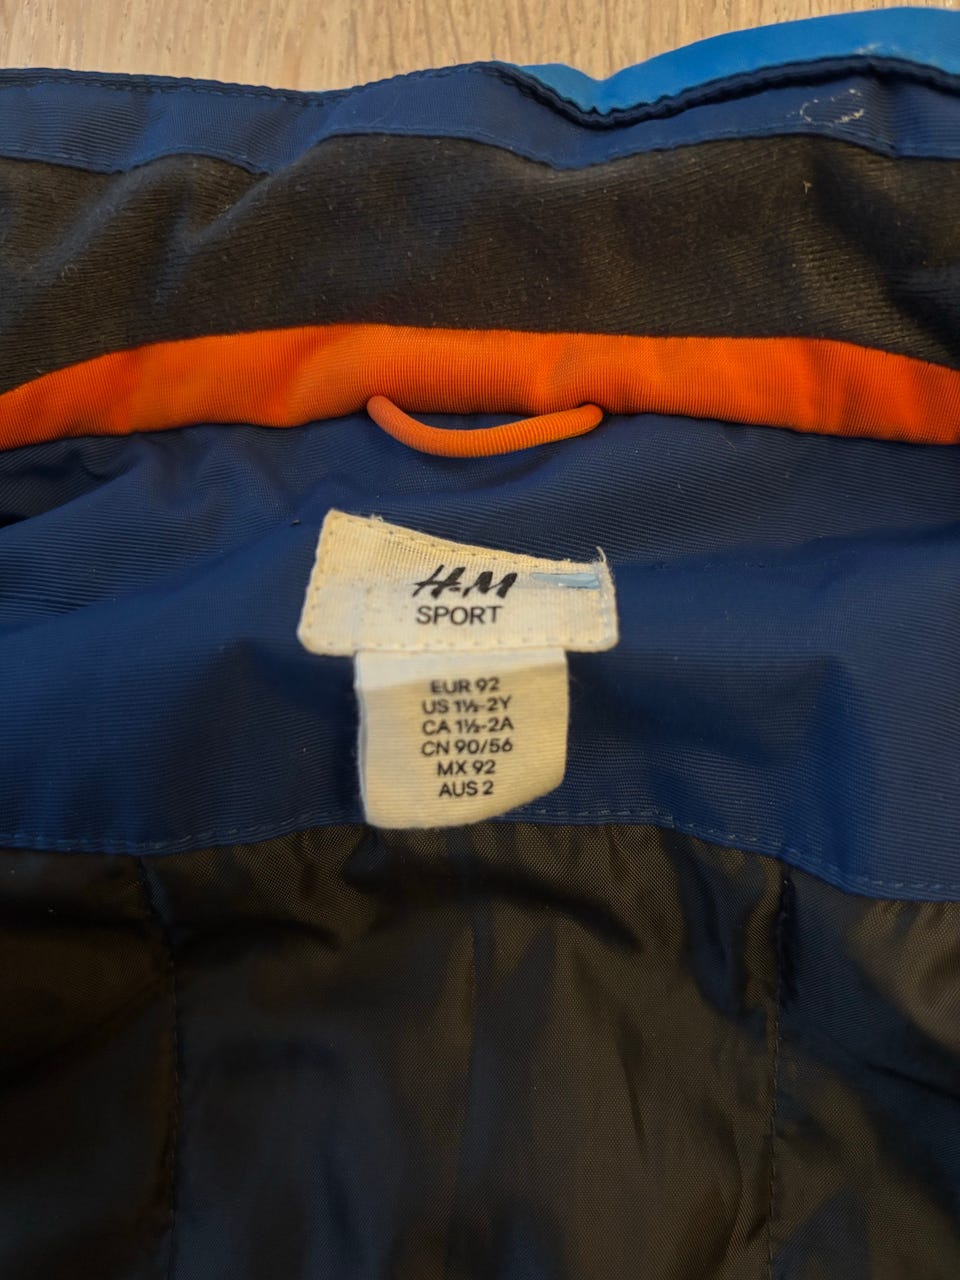 H&M
SPORT
EUR 92
US 1½-2Y
CA 1½-2A
CN 90/56
MX 92
AUS 2